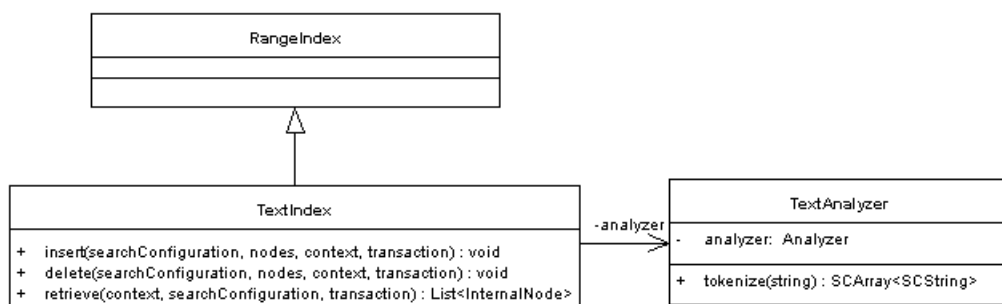 RangeIndex
TextIndex
+ insert(searchConfiguration, nodes, context, transaction) : void
+ delete(searchConfiguration, nodes, context, transaction) : void
+ retrieve(context, searchConfiguration, transaction) : List<InternalNode>
-analyzer
TextAnalyzer
- analyzer: Analyzer
+ tokenize(string) : SCArray<SCString>